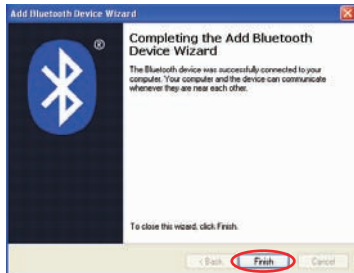 Add Bluetooth Device Wizard
®
Completing the Add Bluetooth
Device Wizard
The Bluetooth device was successfully connected to your
computer. Your computer and the device can communicate
whenever they are near each other.
To close this wizard, click Finish.
< Back Finish Cancel